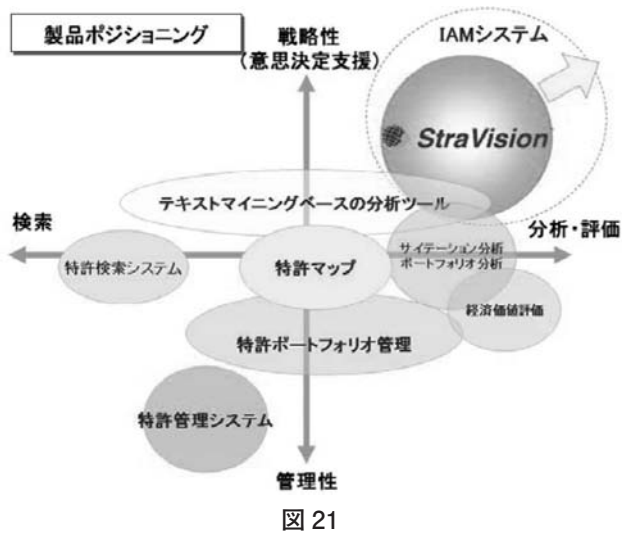 製品ポジショニング
戦略性
（意思決定支援）
IAMシステム
StraVision
テキストマイニングベースの分析ツール
検索
分析・評価
特許検索システム
特許マップ
サイテーション分析
ポートフォリオ分析
経済価値評価
特許ポートフォリオ管理
特許管理システム
管理性
図 21